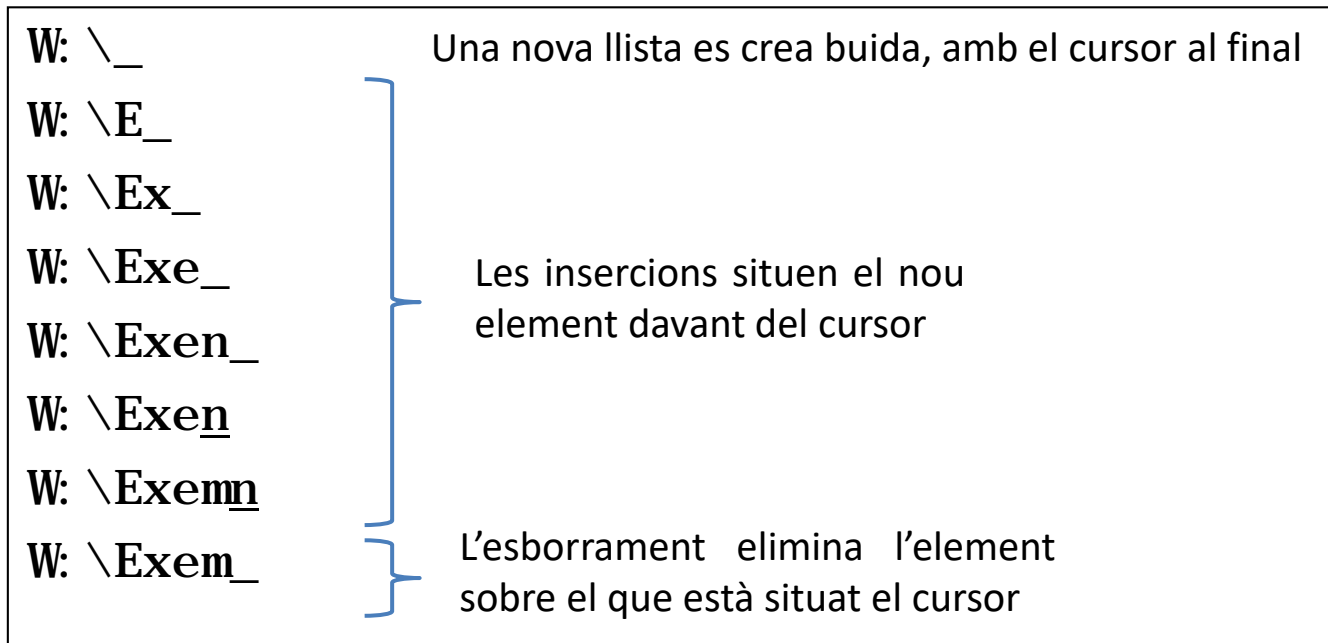 W: \_ Una nova llista es crea buida, amb el cursor al final
W: \E_
W: \Ex_
W: \Exe_
Les insercions situen el nou
element davant del cursor
W: \Exen_
W: \Exen
W: \Exemn
W: \Exem_
L'esborrament elimina l'element
sobre el que està situat el cursor